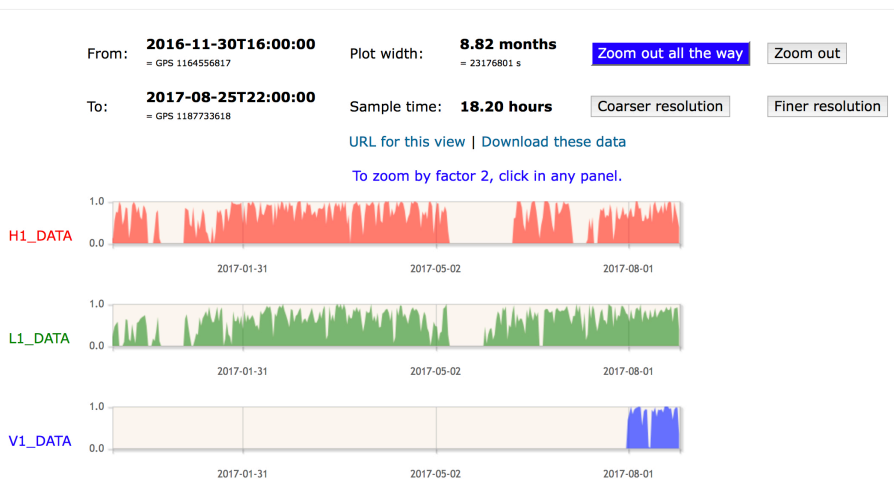 From: 2016-11-30T16:00:00 Plot width: 8.82 months Zoom out all the way Zoom out
= GPS 1164556817 = 23176801 s
To: 2017-08-25T22:00:00 Sample time: 18.20 hours Coarser resolution Finer resolution
= GPS 1187733618
URL for this view | Download these data
To zoom by factor 2, click in any panel.
1.0
H1_DATA
0.0
2017-01-31 2017-05-02 2017-08-01
1.0
L1_DATA
0.0
2017-01-31 2017-05-02 2017-08-01
1.0
V1_DATA
0.0
2017-01-31 2017-05-02 2017-08-01